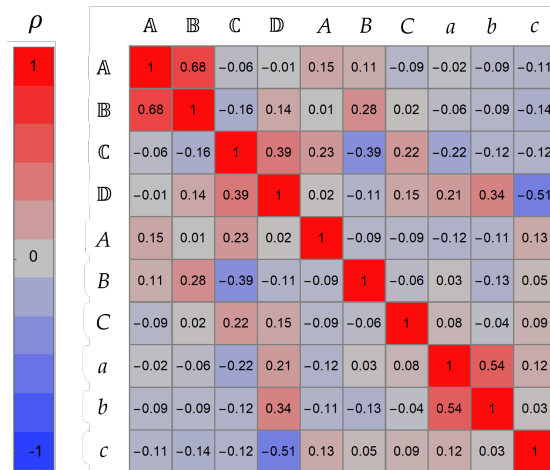 ρ
1
0
-1
𝔸 𝔹 ℂ 𝔻 A B C a b c
𝔸 1 0.68 −0.06 −0.01 0.15 0.11 −0.09 −0.02 −0.09 −0.11
𝔹 0.68 1 −0.16 0.14 0.01 0.28 0.02 −0.06 −0.09 −0.14
ℂ −0.06 −0.16 1 0.39 0.23 −0.39 0.22 −0.22 −0.12 −0.12
𝔻 −0.01 0.14 0.39 1 0.02 −0.11 0.15 0.21 0.34 −0.51
A 0.15 0.01 0.23 0.02 1 −0.09 −0.09 −0.12 −0.11 0.13
B 0.11 0.28 −0.39 −0.11 −0.09 1 −0.06 0.03 −0.13 0.05
C −0.09 0.02 0.22 0.15 −0.09 −0.06 1 0.08 −0.04 0.09
a −0.02 −0.06 −0.22 0.21 −0.12 0.03 0.08 1 0.54 0.12
b −0.09 −0.09 −0.12 0.34 −0.11 −0.13 −0.04 0.54 1 0.03
c −0.11 −0.14 −0.12 −0.51 0.13 0.05 0.09 0.12 0.03 1